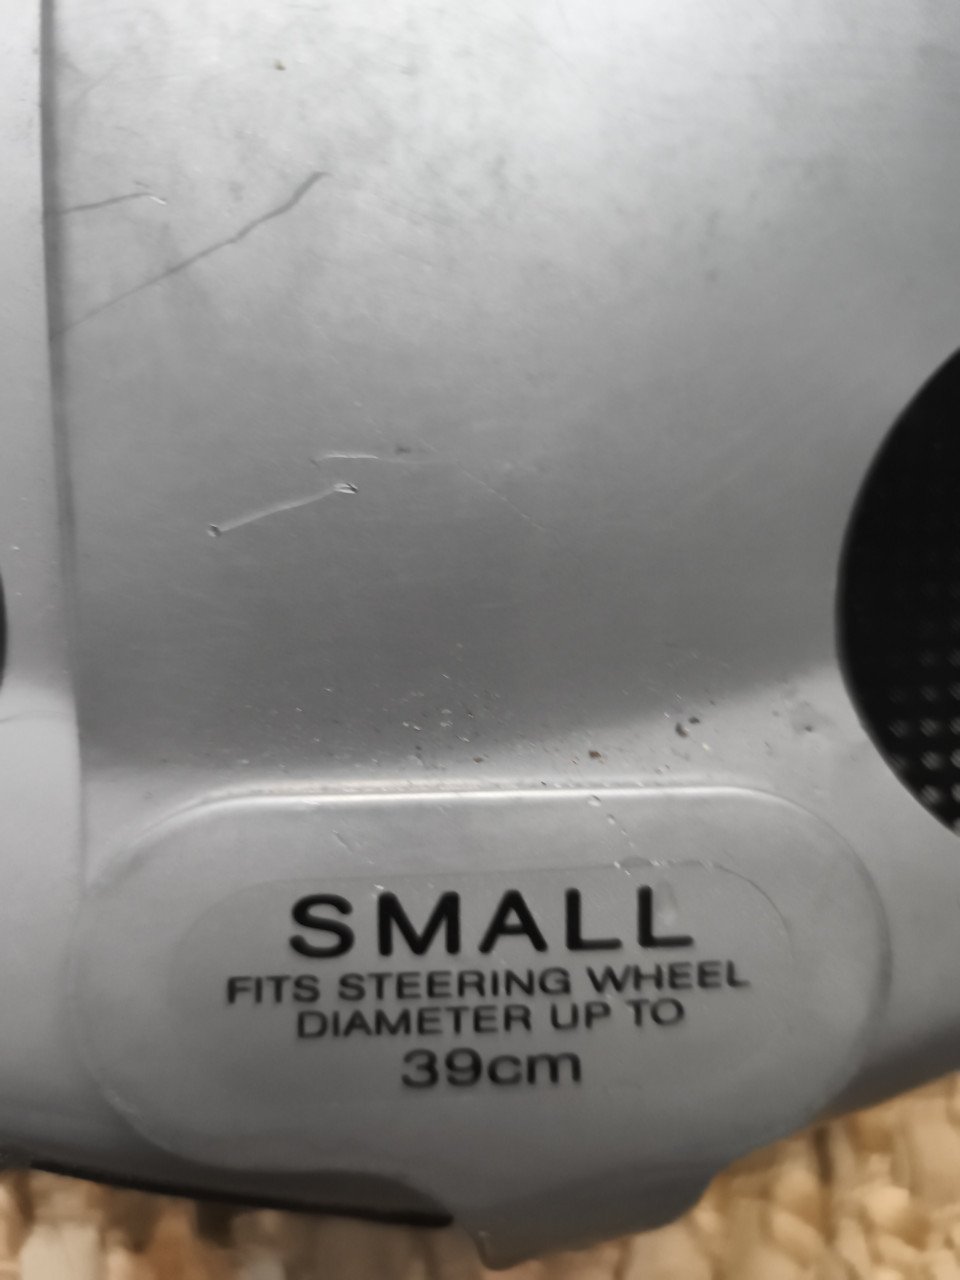 SMALL
FITS STEERING WHEEL
DIAMETER UP TO
39cm